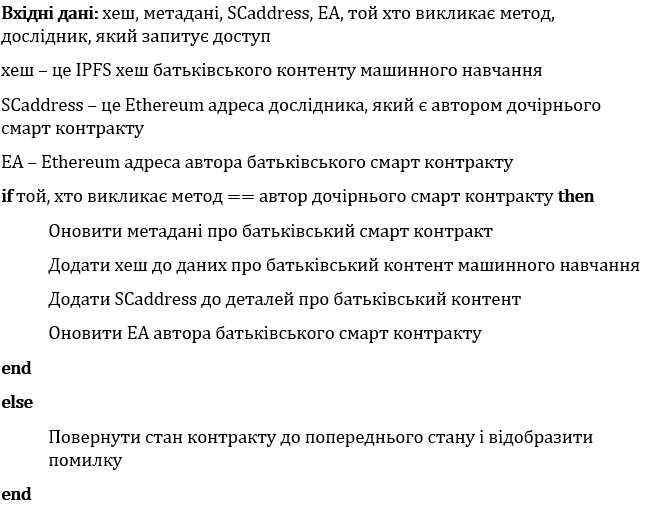 Вхідні дані: хеш, метадані, SCaddress, EA, той хто викликає метод,
дослідник, який запитує доступ
хеш – це IPFS хеш батьківського контенту машинного навчання
SCaddress – це Ethereum адреса дослідника, який є автором дочірнього
смарт контракту
EA – Ethereum адреса автора батьківського смарт контракту
if той, хто викликає метод == автор дочірнього смарт контракту then
Оновити метадані про батьківський смарт контракт
Додати хеш до даних про батьківський контент машинного навчання
Додати SCaddress до деталей про батьківський контент
Оновити EA автора батьківського смарт контракту
end
else
Повернути стан контракту до попереднього стану і відобразити
помилку
end